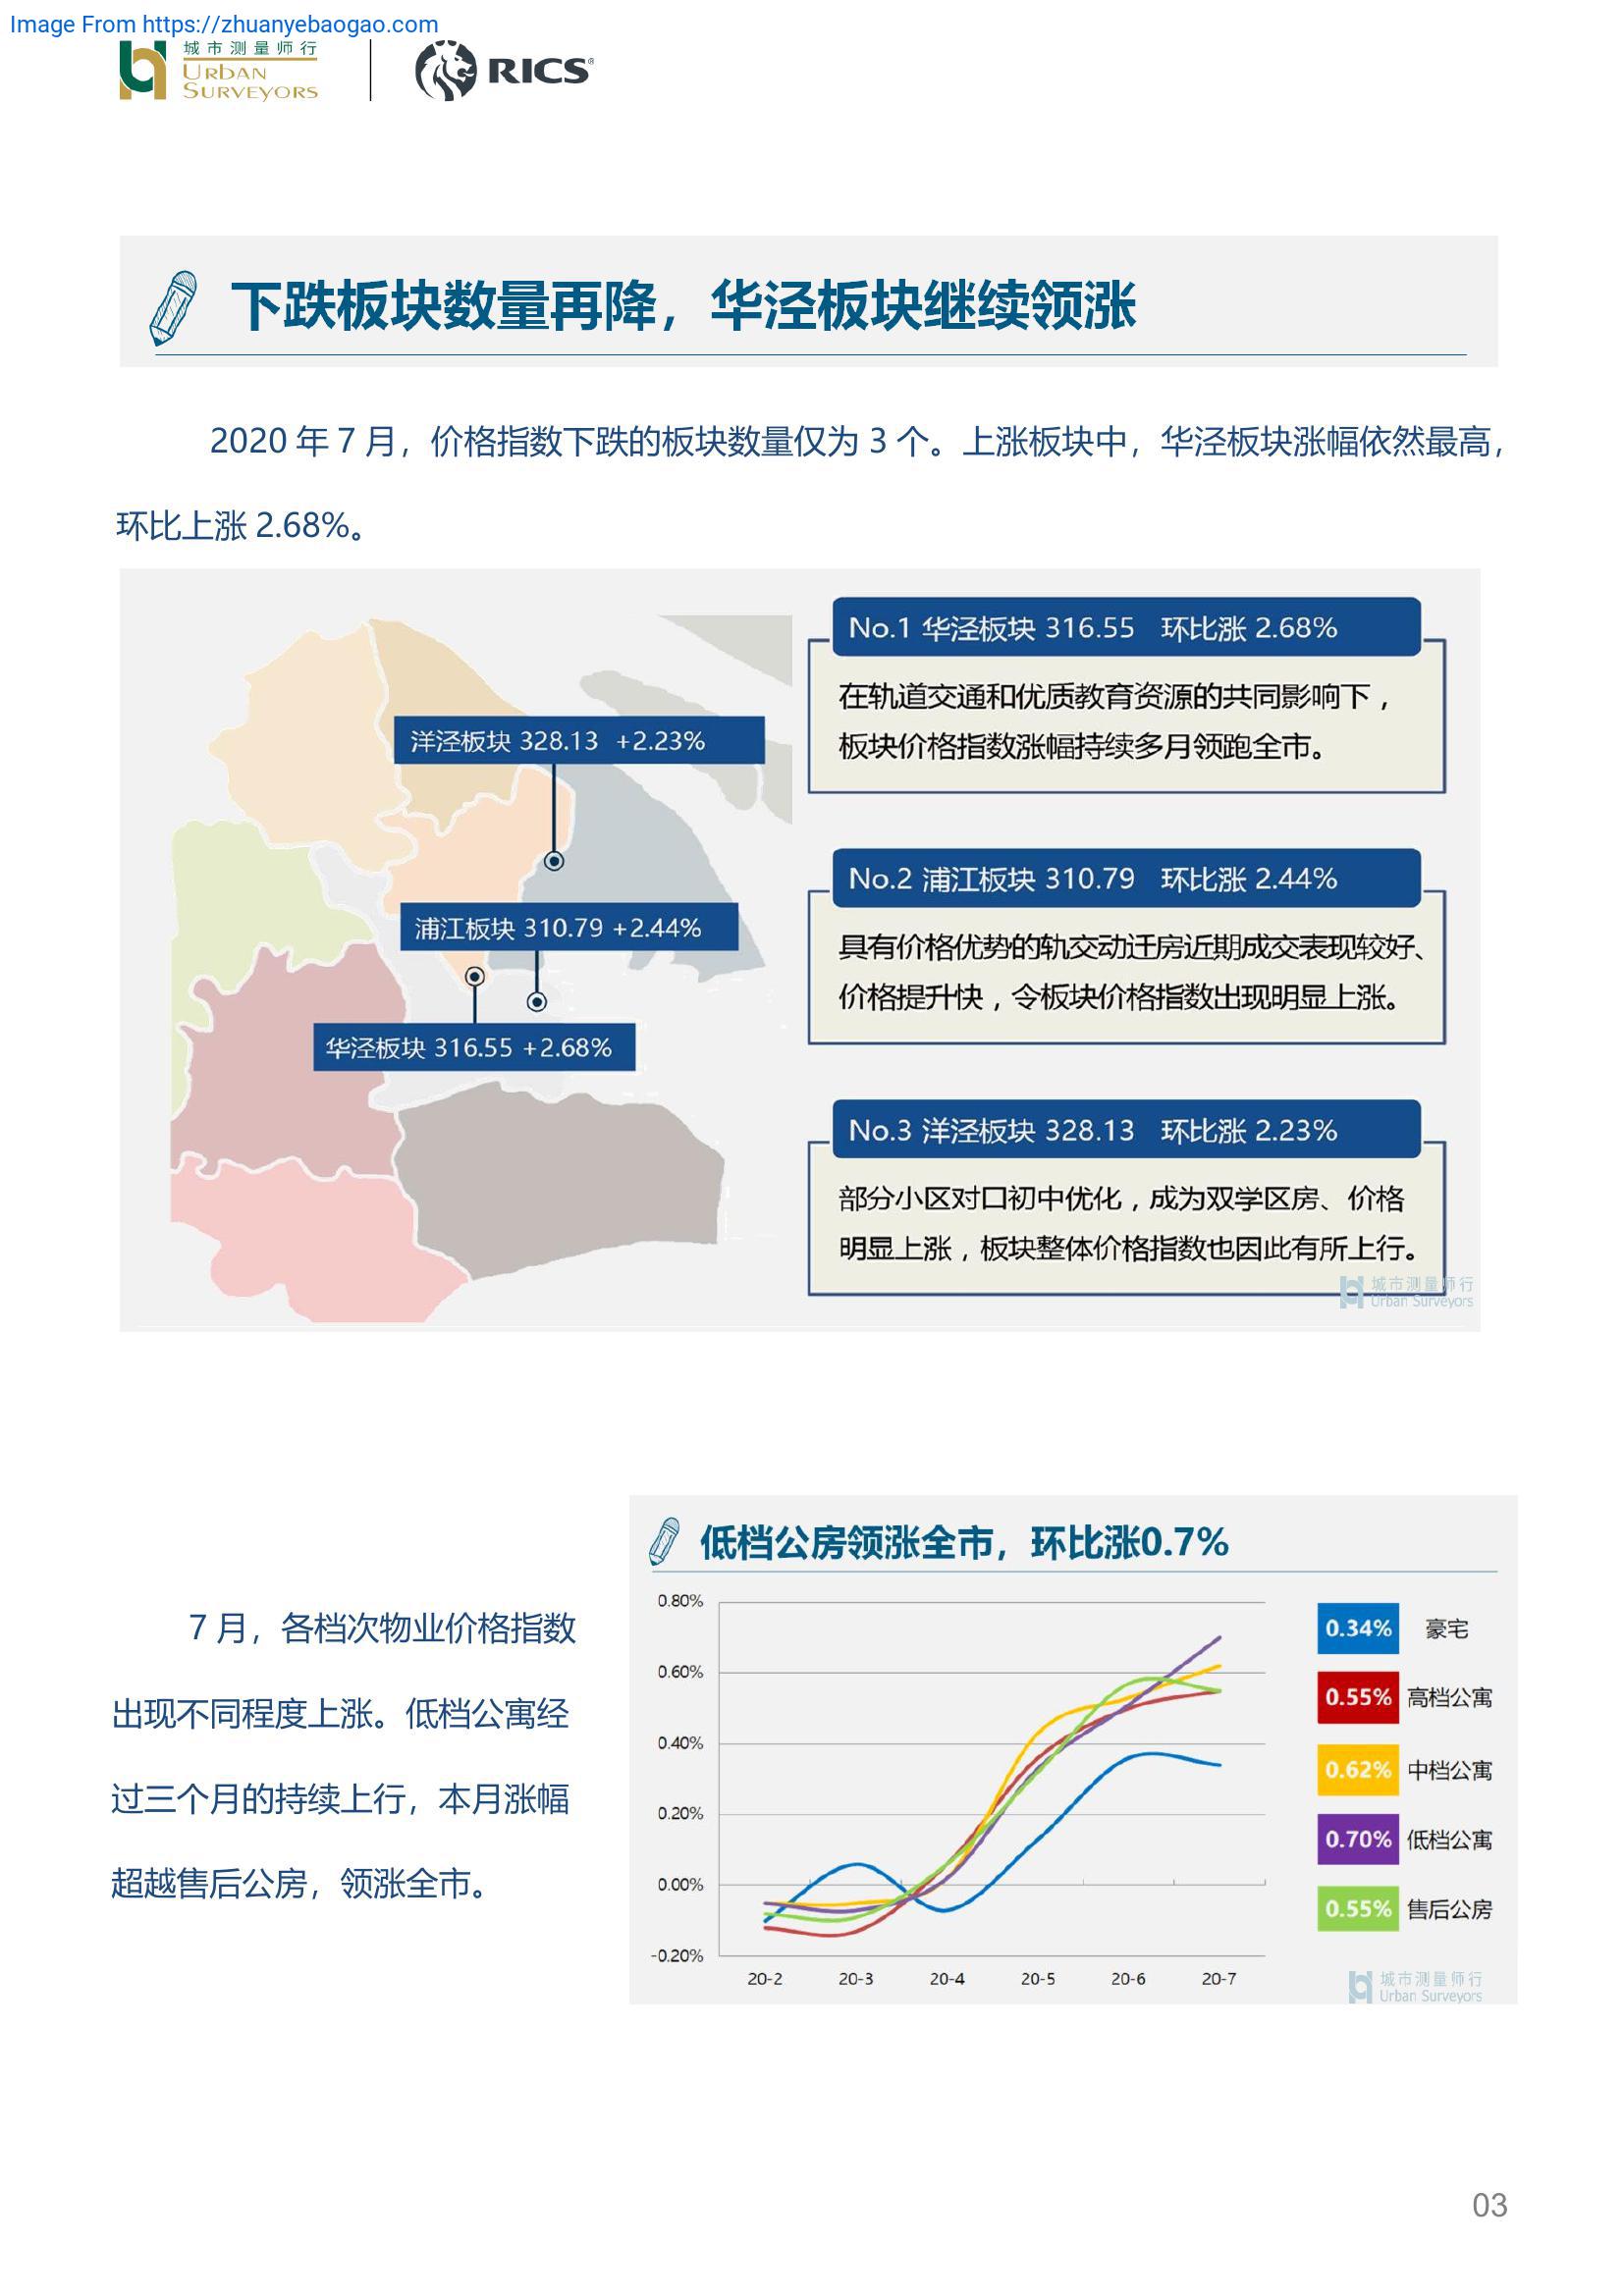 Image From https://zhuanyebaogao.com
城市测量师行
URBAN
SURVEYORS
RICS®
下跌板块数量再降，华泾板块继续领涨
2020 年 7 月，价格指数下跌的板块数量仅为 3 个。上涨板块中，华泾板块涨幅依然最高，
环比上涨 2.68%。
洋泾板块 328.13 +2.23%
浦江板块 310.79 +2.44%
华泾板块 316.55 +2.68%
No.1 华泾板块 316.55 环比涨 2.68%
在轨道交通和优质教育资源的共同影响下，
板块价格指数涨幅持续多月领跑全市。
No.2 浦江板块 310.79 环比涨 2.44%
具有价格优势的轨交动迁房近期成交表现较好、
价格提升快，令板块价格指数出现明显上涨。
No.3 洋泾板块 328.13 环比涨 2.23%
部分小区对口初中优化，成为双学区房、价格
明显上涨，板块整体价格指数也因此有所上行。
城市测量师行
Urban Surveyors
7 月，各档次物业价格指数
出现不同程度上涨。低档公寓经
过三个月的持续上行，本月涨幅
超越售后公房，领涨全市。
低档公房领涨全市，环比涨0.7%
0.80%
0.60%
0.40%
0.20%
0.00%
-0.20%
20-2 20-3 20-4 20-5 20-6 20-7
0.34% 豪宅
0.55% 高档公寓
0.62% 中档公寓
0.70% 低档公寓
0.55% 售后公房
城市测量师行
Urban Surveyors
03